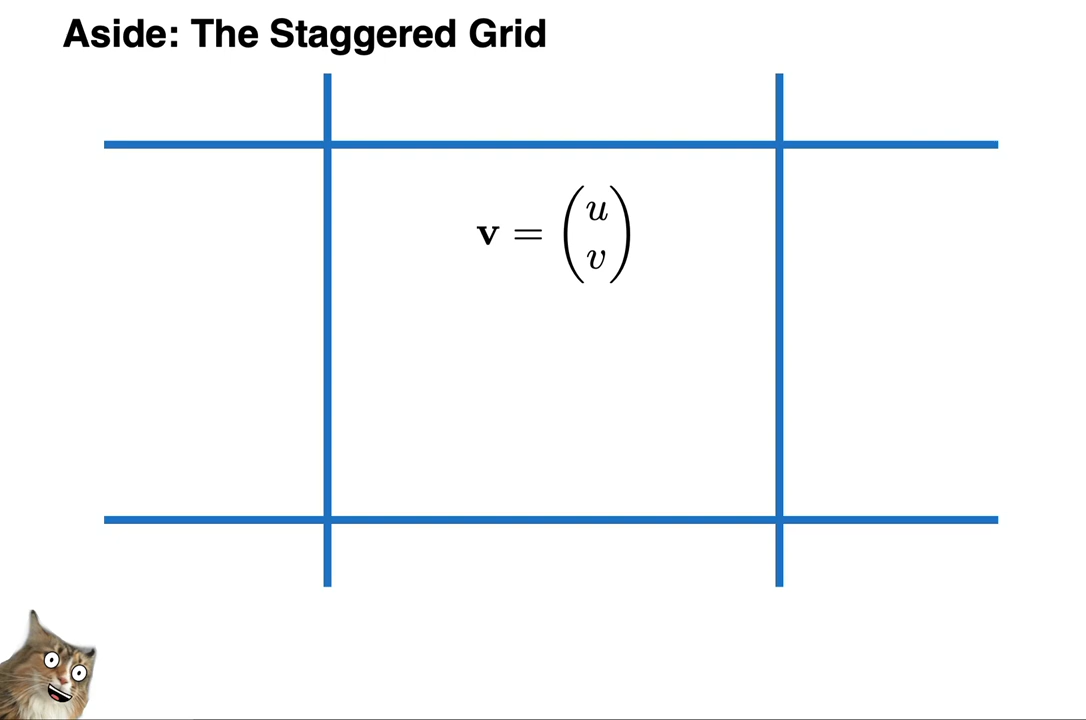 Aside: The Staggered Grid
v = (u
v)